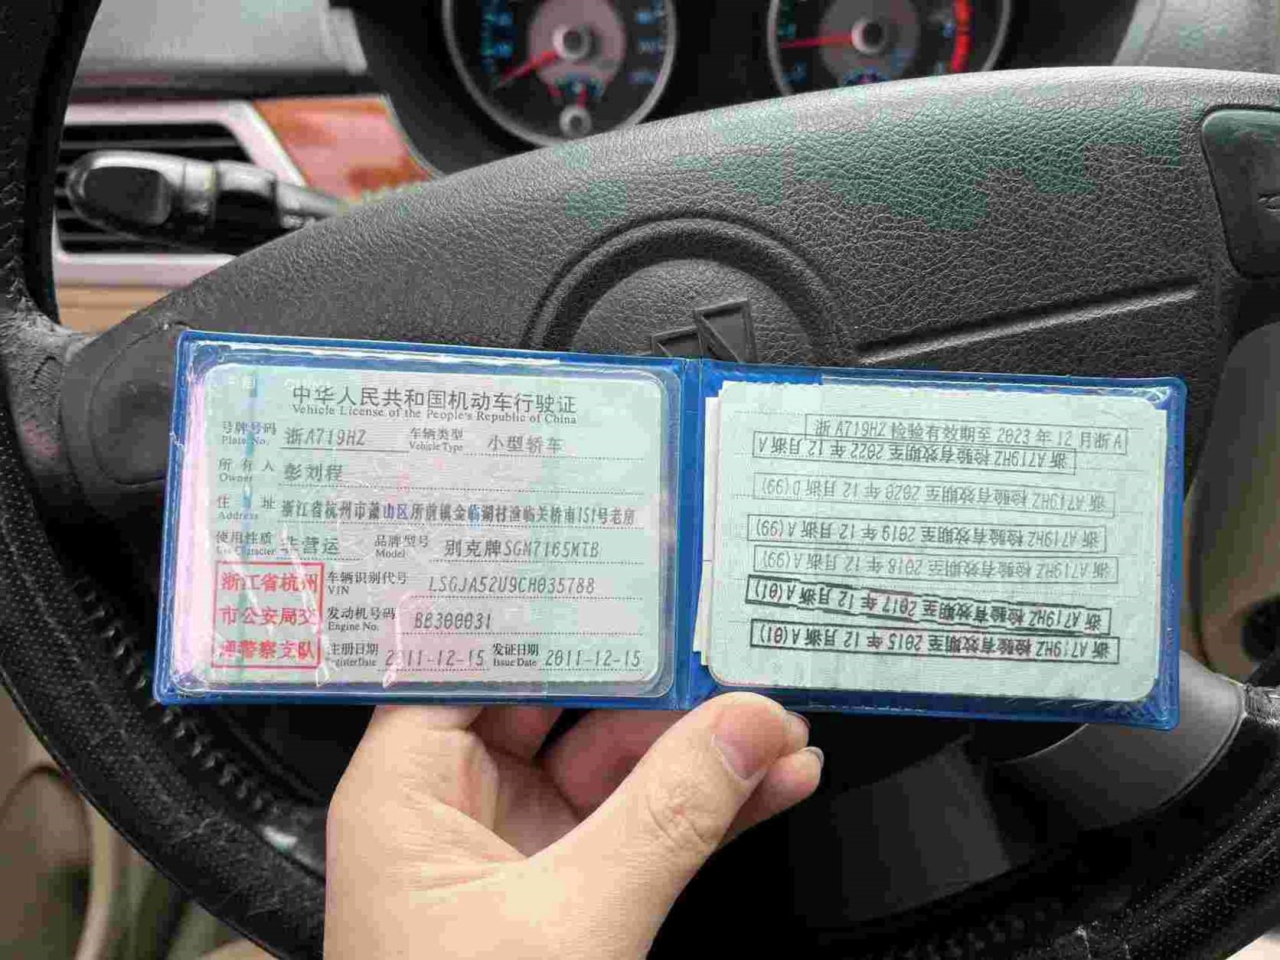 中华人民共和国机动车行驶证
Vehicle License of the People's Republic of China
号牌号码 浙A719HZ 车辆类型 小型轿车
Plate No. Vehicle Type
所有人 彭刘程
Owner
住址 浙江省杭州市萧山区所前镇金临湖村渔临关桥南151号老房
Address
使用性质 非营运 品牌型号 别克牌SGM7165MTB
Use Character Model
浙江省杭州市公安局交通警察支队
车辆识别代号 LSGJA52U9CH035788
VIN
发动机号码 B8300031
Engine No.
注册日期 2011-12-15 发证日期 2011-12-15
Register Date Issue Date
浙A719HZ 检验有效期至 2023年12月浙A
浙A719HZ 检验有效期至 2022年12月浙A
浙A719HZ 检验有效期至 2020年12月浙D(99)
浙A719HZ 检验有效期至 2019年12月浙A(99)
浙A719HZ 检验有效期至 2018年12月浙A(99)
浙A719HZ 检验有效期至 2017年12月浙A(01)
浙A719HZ 检验有效期至 2015年12月浙A(01)